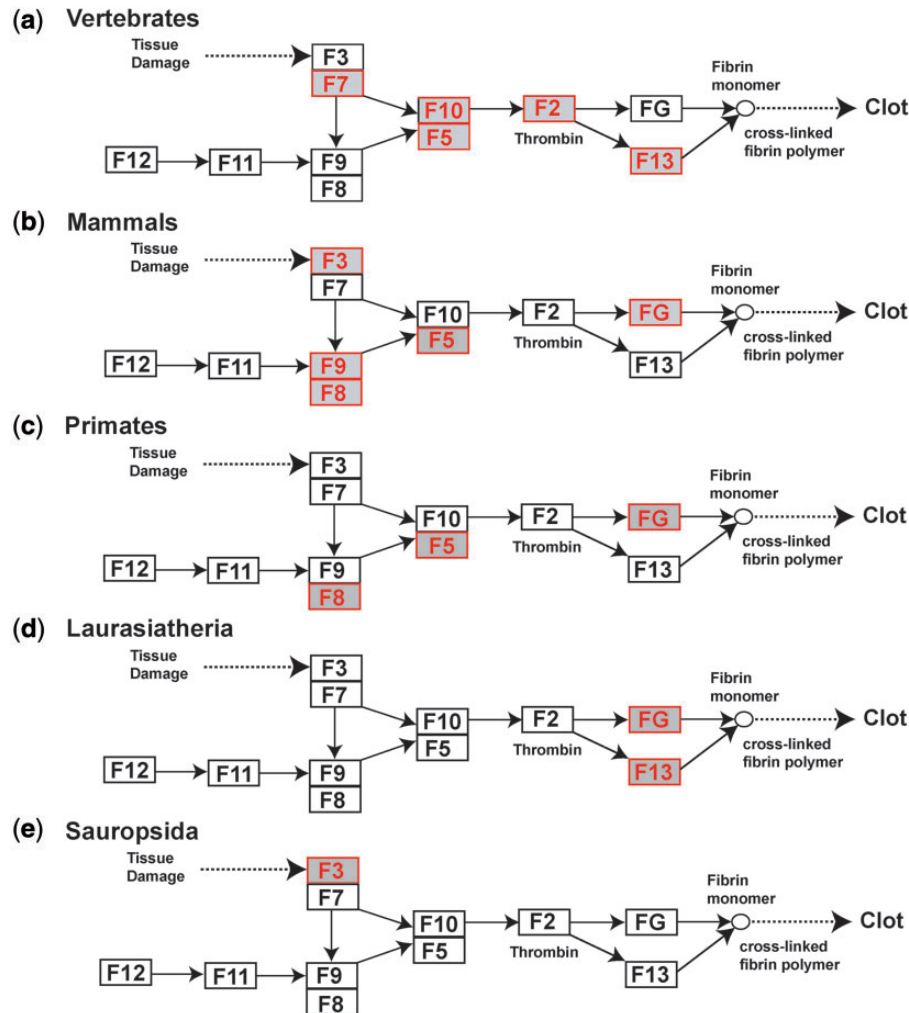 (a) Vertebrates
Tissue
Damage
F3
F7
F10
F5
F2
Thrombin
FG
F13
Fibrin
monomer
Clot
cross-linked
fibrin polymer
F12
F11
F9
F8
(b) Mammals
Tissue
Damage
F3
F7
F10
F5
F2
Thrombin
FG
F13
Fibrin
monomer
Clot
cross-linked
fibrin polymer
F12
F11
F9
F8
(c) Primates
Tissue
Damage
F3
F7
F10
F5
F2
Thrombin
FG
F13
Fibrin
monomer
Clot
cross-linked
fibrin polymer
F12
F11
F9
F8
(d) Laurasiatheria
Tissue
Damage
F3
F7
F10
F5
F2
Thrombin
FG
F13
Fibrin
monomer
Clot
cross-linked
fibrin polymer
F12
F11
F9
F8
(e) Sauropsida
Tissue
Damage
F3
F7
F10
F5
F2
Thrombin
FG
F13
Fibrin
monomer
Clot
cross-linked
fibrin polymer
F12
F11
F9
F8